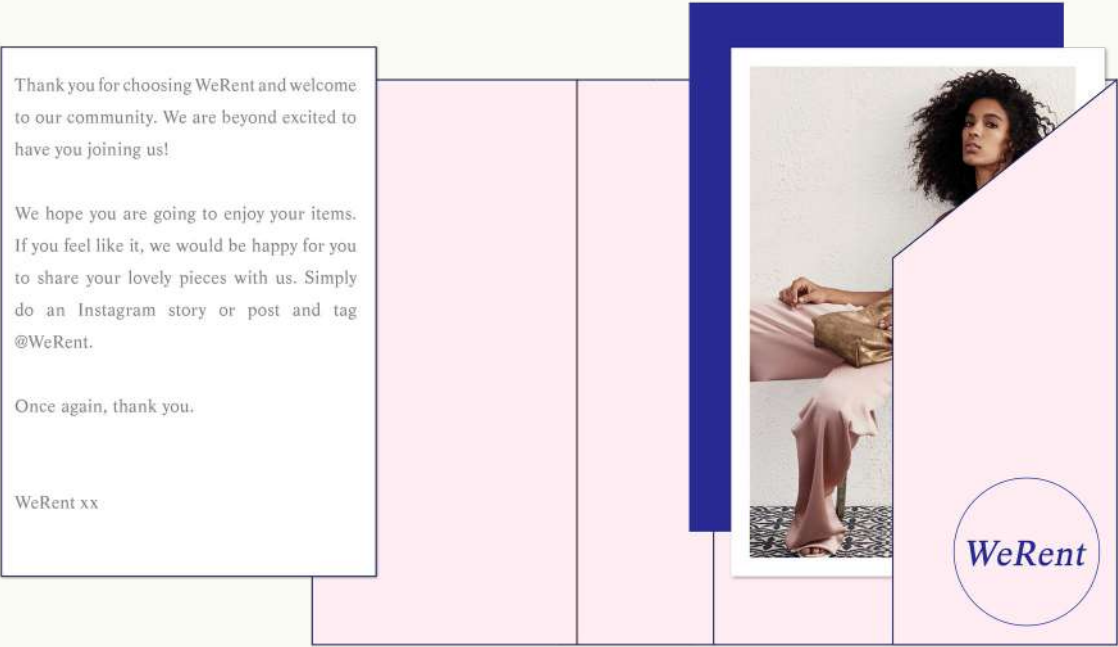 Thank you for choosing WeRent and welcome
to our community. We are beyond excited to
have you joining us!
We hope you are going to enjoy your items.
If you feel like it, we would be happy for you
to share your lovely pieces with us. Simply
do an Instagram story or post and tag
@WeRent.
Once again, thank you.
WeRent xx
WeRent